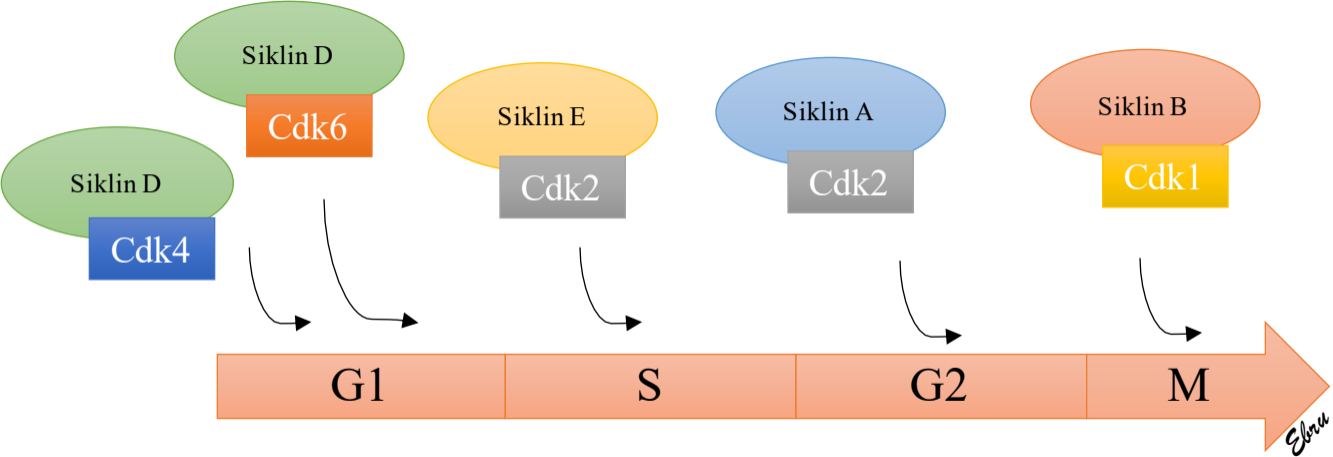 Siklin D
Cdk6
Siklin D
Cdk4
Siklin E
Cdk2
Siklin A
Cdk2
Siklin B
Cdk1
G1
S
G2
M
Ebru